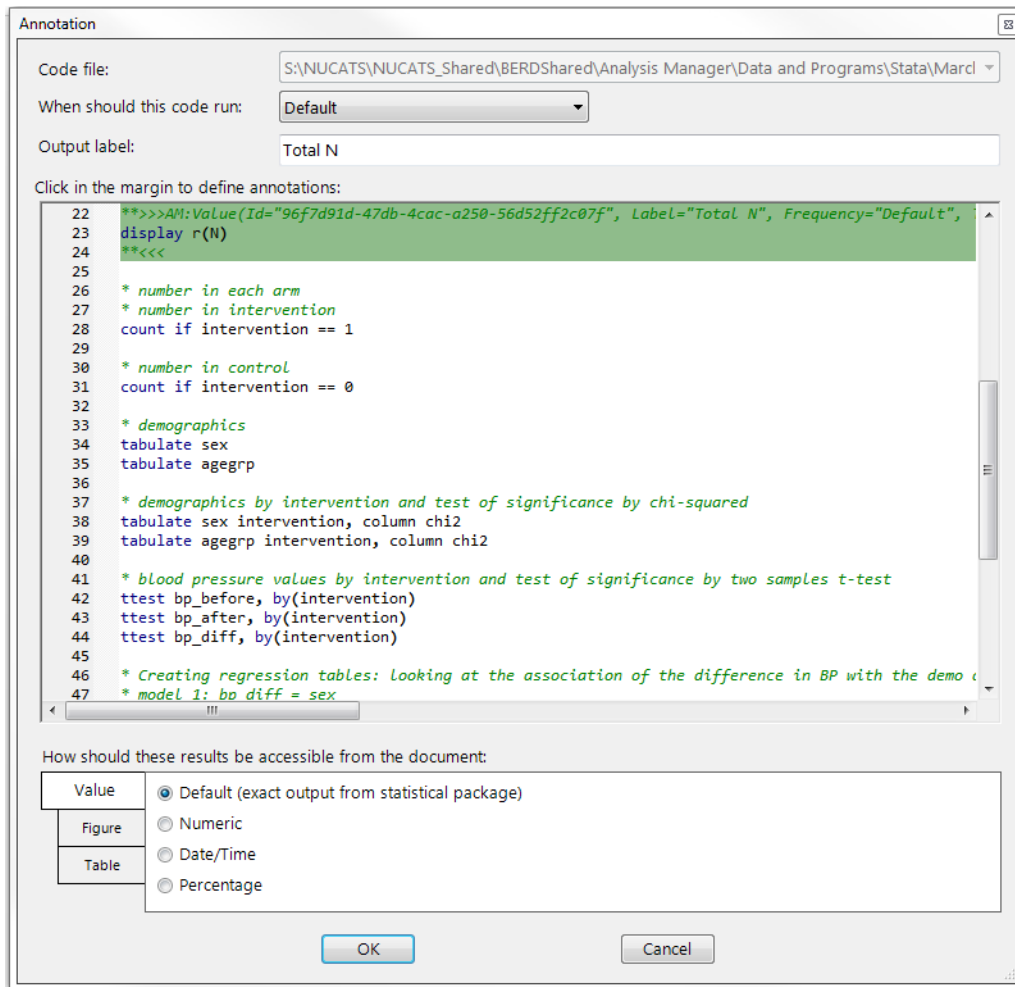 Annotation
Code file:
S:\NUCATS\NUCATS_Shared\BERDShared\Analysis Manager\Data and Programs\Stata\Marcl
When should this code run:
Default
Output label:
Total N
Click in the margin to define annotations:
22 **>>>AM:Value(Id="96f7d91d-47db-4cac-a250-56d52ff2c07f", Label="Total N", Frequency="Default",
23 display r(N)
24 **<<<
25
26 * number in each arm
27 * number in intervention
28 count if intervention == 1
29
30 * number in control
31 count if intervention == 0
32
33 * demographics
34 tabulate sex
35 tabulate agegrp
36
37 * demographics by intervention and test of significance by chi-squared
38 tabulate sex intervention, column chi2
39 tabulate agegrp intervention, column chi2
40
41 * blood pressure values by intervention and test of significance by two samples t-test
42 ttest bp_before, by(intervention)
43 ttest bp_after, by(intervention)
44 ttest bp_diff, by(intervention)
45
46 * Creating regression tables: looking at the association of the difference in BP with the demo
47 * model 1: bp_diff = sex
How should these results be accessible from the document:
Value
Default (exact output from statistical package)
Figure
Numeric
Date/Time
Table
Percentage
OK
Cancel